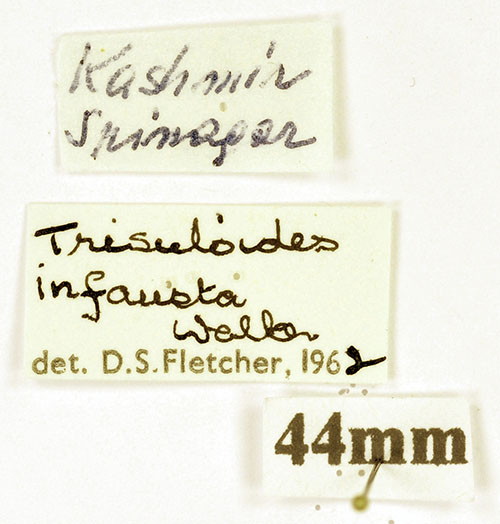 Kashmir
Srinagar
Trisuloides
infausta
Walker
det. D.S.Fletcher, 1962
44mm